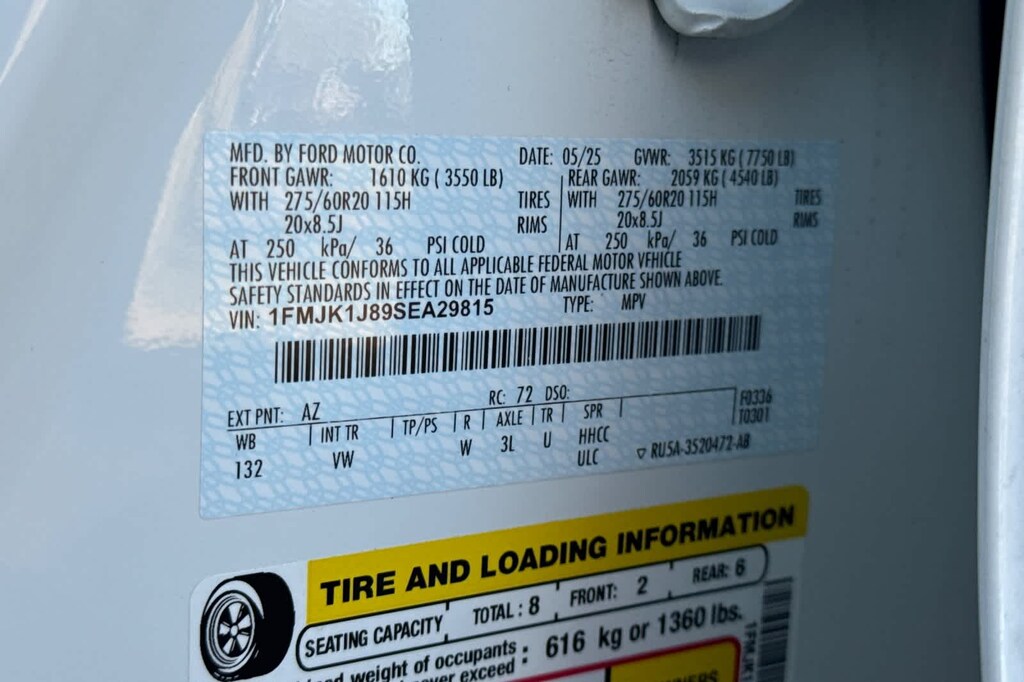 MFD. BY FORD MOTOR CO. DATE: 05/25 GVWR: 3515 KG ( 7750 LB)
FRONT GAWR: 1610 KG ( 3550 LB) REAR GAWR: 2059 KG ( 4540 LB)
WITH 275/60R20 115H TIRES WITH 275/60R20 115H TIRES
20x8.5J RIMS 20x8.5J RIMS
AT 250 kPa/ 36 PSI COLD AT 250 kPa/ 36 PSI COLD
THIS VEHICLE CONFORMS TO ALL APPLICABLE FEDERAL MOTOR VEHICLE
SAFETY STANDARDS IN EFFECT ON THE DATE OF MANUFACTURE SHOWN ABOVE.
VIN: 1FMJK1J89SEA29815 TYPE: MPV
EXT PNT: AZ RC: 72 DSO: F0336
WB INT TR TP/PS R AXLE TR SPR T0301
132 VW W 3L U HHCC
ULC ▽ RU5A-3520472-AB
TIRE AND LOADING INFORMATION
SEATING CAPACITY TOTAL : 8 FRONT: 2 REAR: 6
weight of occupants : 616 kg or 1360 lbs.
exceed
1FMJK1